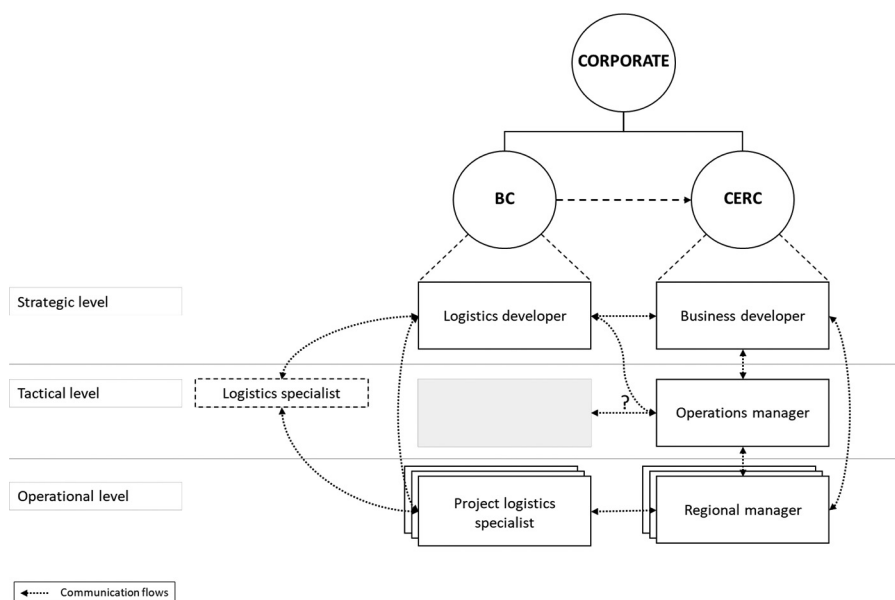 CORPORATE
BC
CERC
Strategic level
Logistics developer
Business developer
Tactical level
Logistics specialist
?
Operations manager
Operational level
Project logistics
specialist
Regional manager
Communication flows